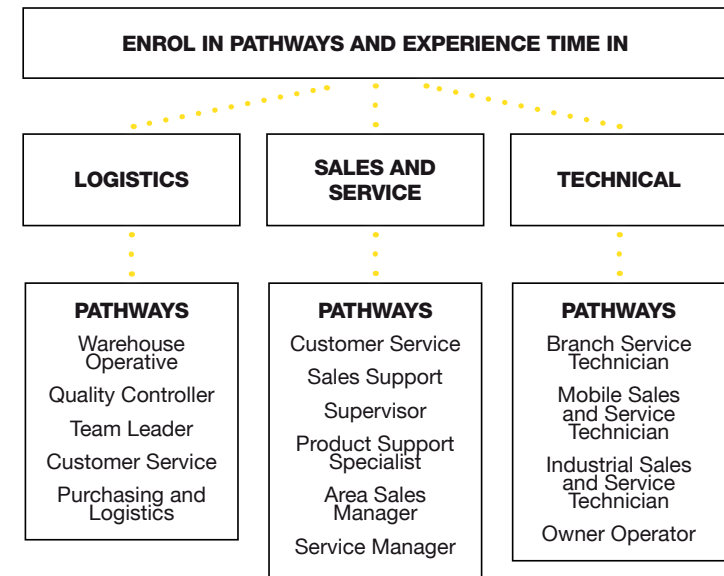 ENROL IN PATHWAYS AND EXPERIENCE TIME IN
LOGISTICS
SALES AND
SERVICE
TECHNICAL
PATHWAYS
Warehouse
Operative
Quality Controller
Team Leader
Customer Service
Purchasing and
Logistics
PATHWAYS
Customer Service
Sales Support
Supervisor
Product Support
Specialist
Area Sales
Manager
Service Manager
PATHWAYS
Branch Service
Technician
Mobile Sales
and Service
Technician
Industrial Sales
and Service
Technician
Owner Operator